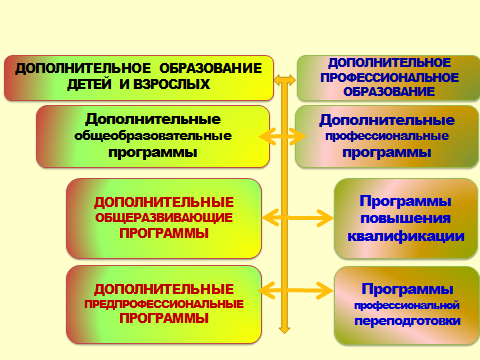 ДОПОЛНИТЕЛЬНОЕ ОБРАЗОВАНИЕ
ДЕТЕЙ И ВЗРОСЛЫХ
ДОПОЛНИТЕЛЬНОЕ
ПРОФЕССИОНАЛЬНОЕ
ОБРАЗОВАНИЕ
Дополнительные
общеобразовательные
программы
Дополнительные
профессиональные
программы
ДОПОЛНИТЕЛЬНЫЕ
ОБЩЕРАЗВИВАЮЩИЕ
ПРОГРАММЫ
Программы
повышения
квалификации
ДОПОЛНИТЕЛЬНЫЕ
ПРЕДПРОФЕССИОНАЛЬНЫЕ
ПРОГРАММЫ
Программы
профессиональной
переподготовки